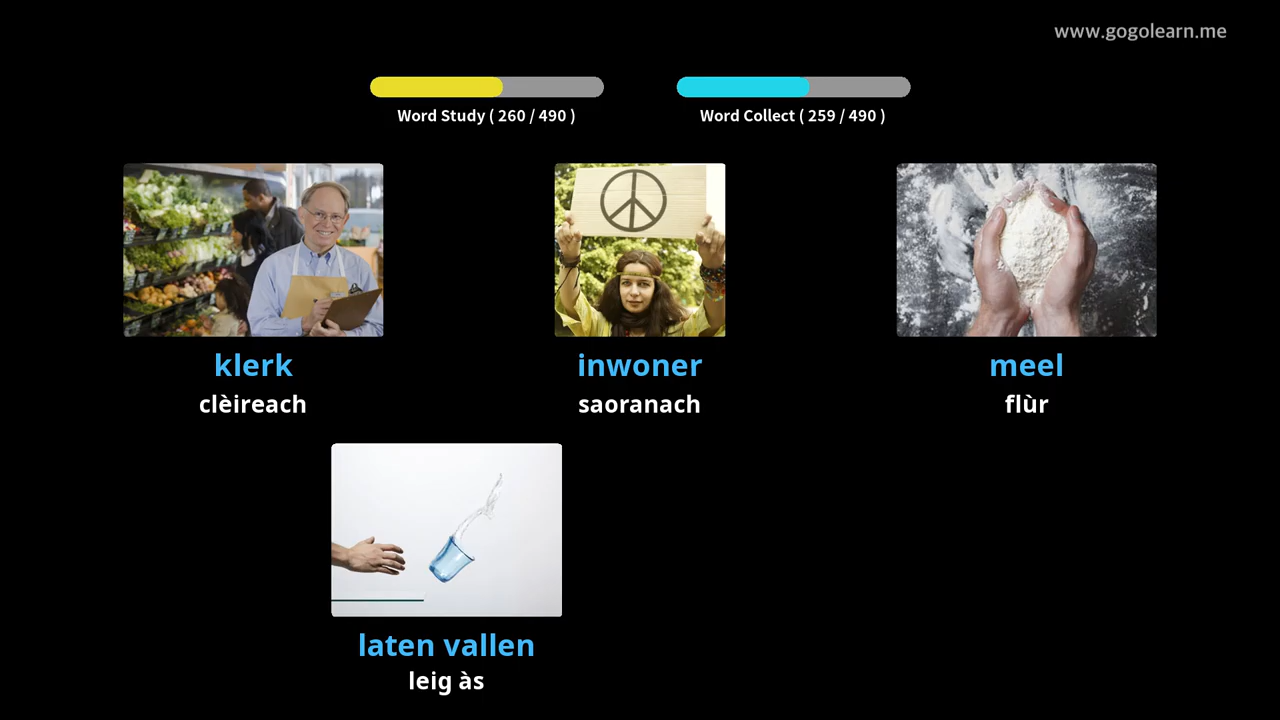 www.gogolearn.me
Word Study ( 260 / 490 )
Word Collect ( 259 / 490 )
klerk
clèireach
inwoner
saoranach
meel
flùr
laten vallen
leig às